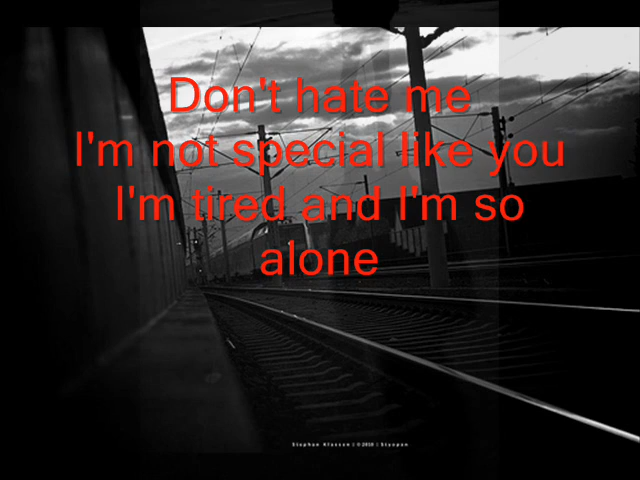 Don't hate me
I'm not special like you
I'm tired and I'm so
alone